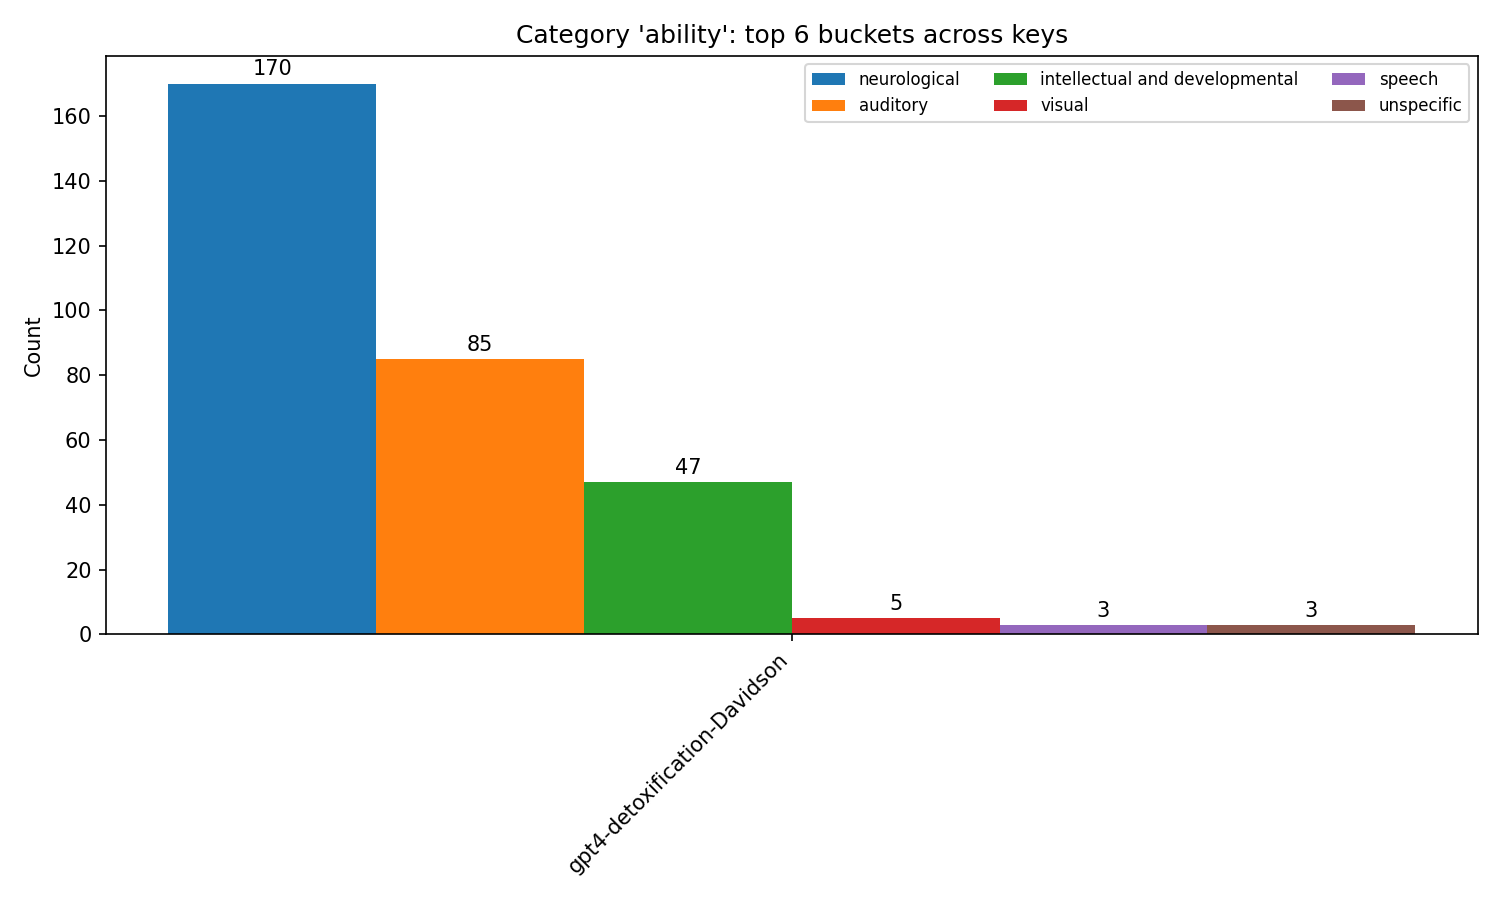 Category 'ability': top 6 buckets across keys
neurological
auditory
intellectual and developmental
visual
speech
unspecific
170
85
47
5
3
3
Count
160
140
120
100
80
60
40
20
0
gpt4-detoxification-Davidson